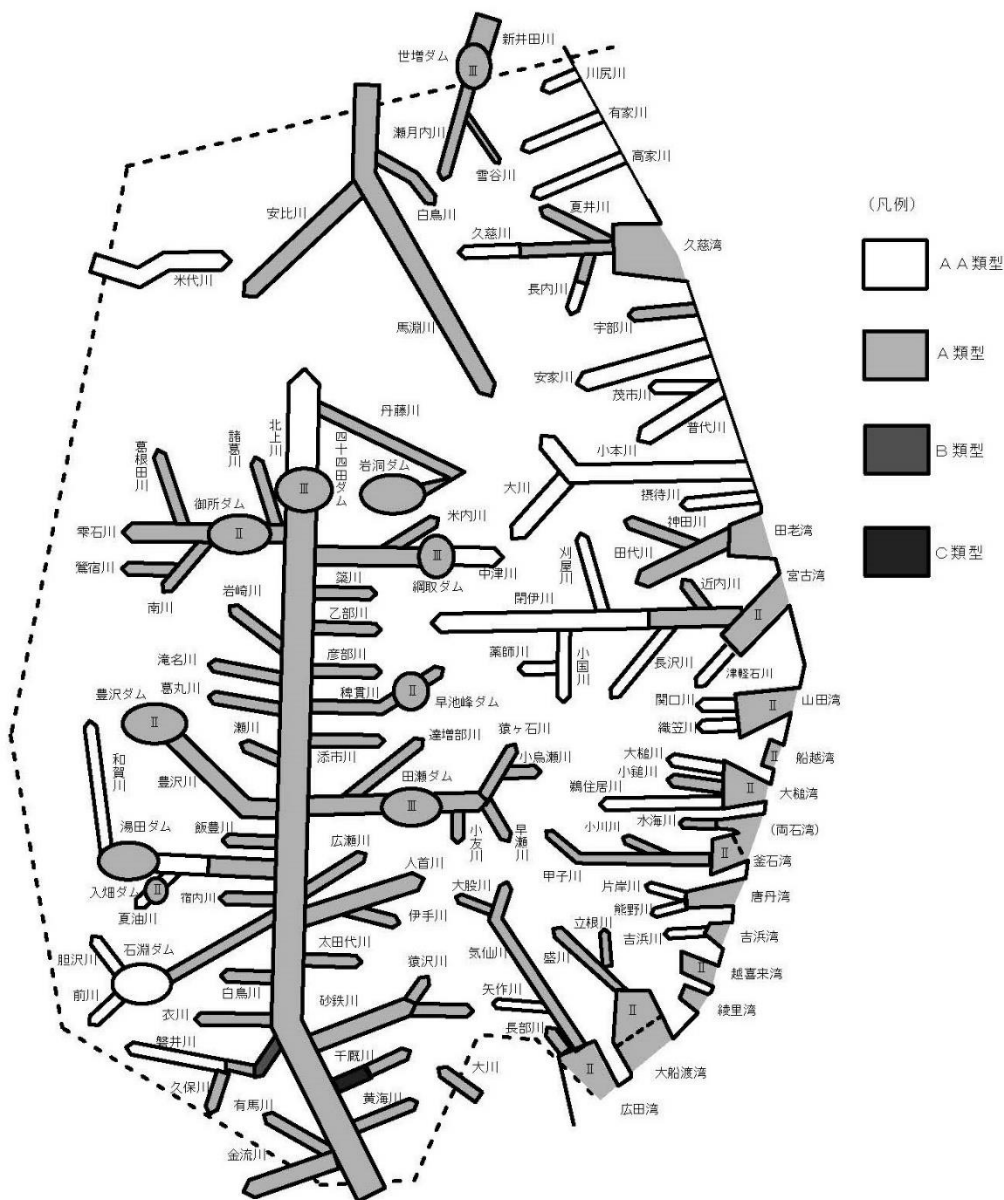 新井田川
世増ダム
Ⅲ
川尻川
瀬月内川
有家川
雪谷川
高家川
(凡例)
安比川
白鳥川
夏井川
久慈川
久慈湾
AA類型
米代川
長内川
宇部川
馬淵川
A類型
安家川
茂市川
丹藤川
普代川
北上川
諸葛川
四十四田ダム
小本川
B類型
葛根田川
岩洞ダム
大川
摂待川
御所ダム
Ⅲ
米内川
神田川
C類型
雫石川
Ⅱ
刈屋川
田代川
田老湾
Ⅲ
中津川
綱取ダム
宮古湾
鶯宿川
南川
岩崎川
簗川
近内川
閉伊川
Ⅱ
乙部川
滝名川
彦部川
薬師川
小国川
長沢川
津軽石川
豊沢ダム
葛丸川
稗貫川
Ⅱ
早池峰ダム
関口川
Ⅱ
山田湾
織笠川
Ⅱ
瀬川
添市川
達増部川
猿ヶ石川
和賀川
小烏瀬川
大槌川
Ⅱ
船越湾
豊沢川
田瀬ダム
小鎚川
Ⅱ
大槌湾
鵜住居川
Ⅲ
湯田ダム
飯豊川
広瀬川
小友川
早瀬川
小川川
水海川
(両石湾)
Ⅱ
釜石湾
入畑ダム
Ⅱ
人首川
大股川
甲子川
片岸川
唐丹湾
夏油川
宿内川
伊手川
立根川
熊野川
石淵ダム
太田代川
気仙川
吉浜川
吉浜湾
胆沢川
猿沢川
盛川
Ⅱ
越喜来湾
前川
白鳥川
矢作川
綾里湾
衣川
砂鉄川
Ⅱ
長部川
磐井川
千厩川
大川
Ⅱ
大船渡湾
久保川
有馬川
黄海川
広田湾
金流川